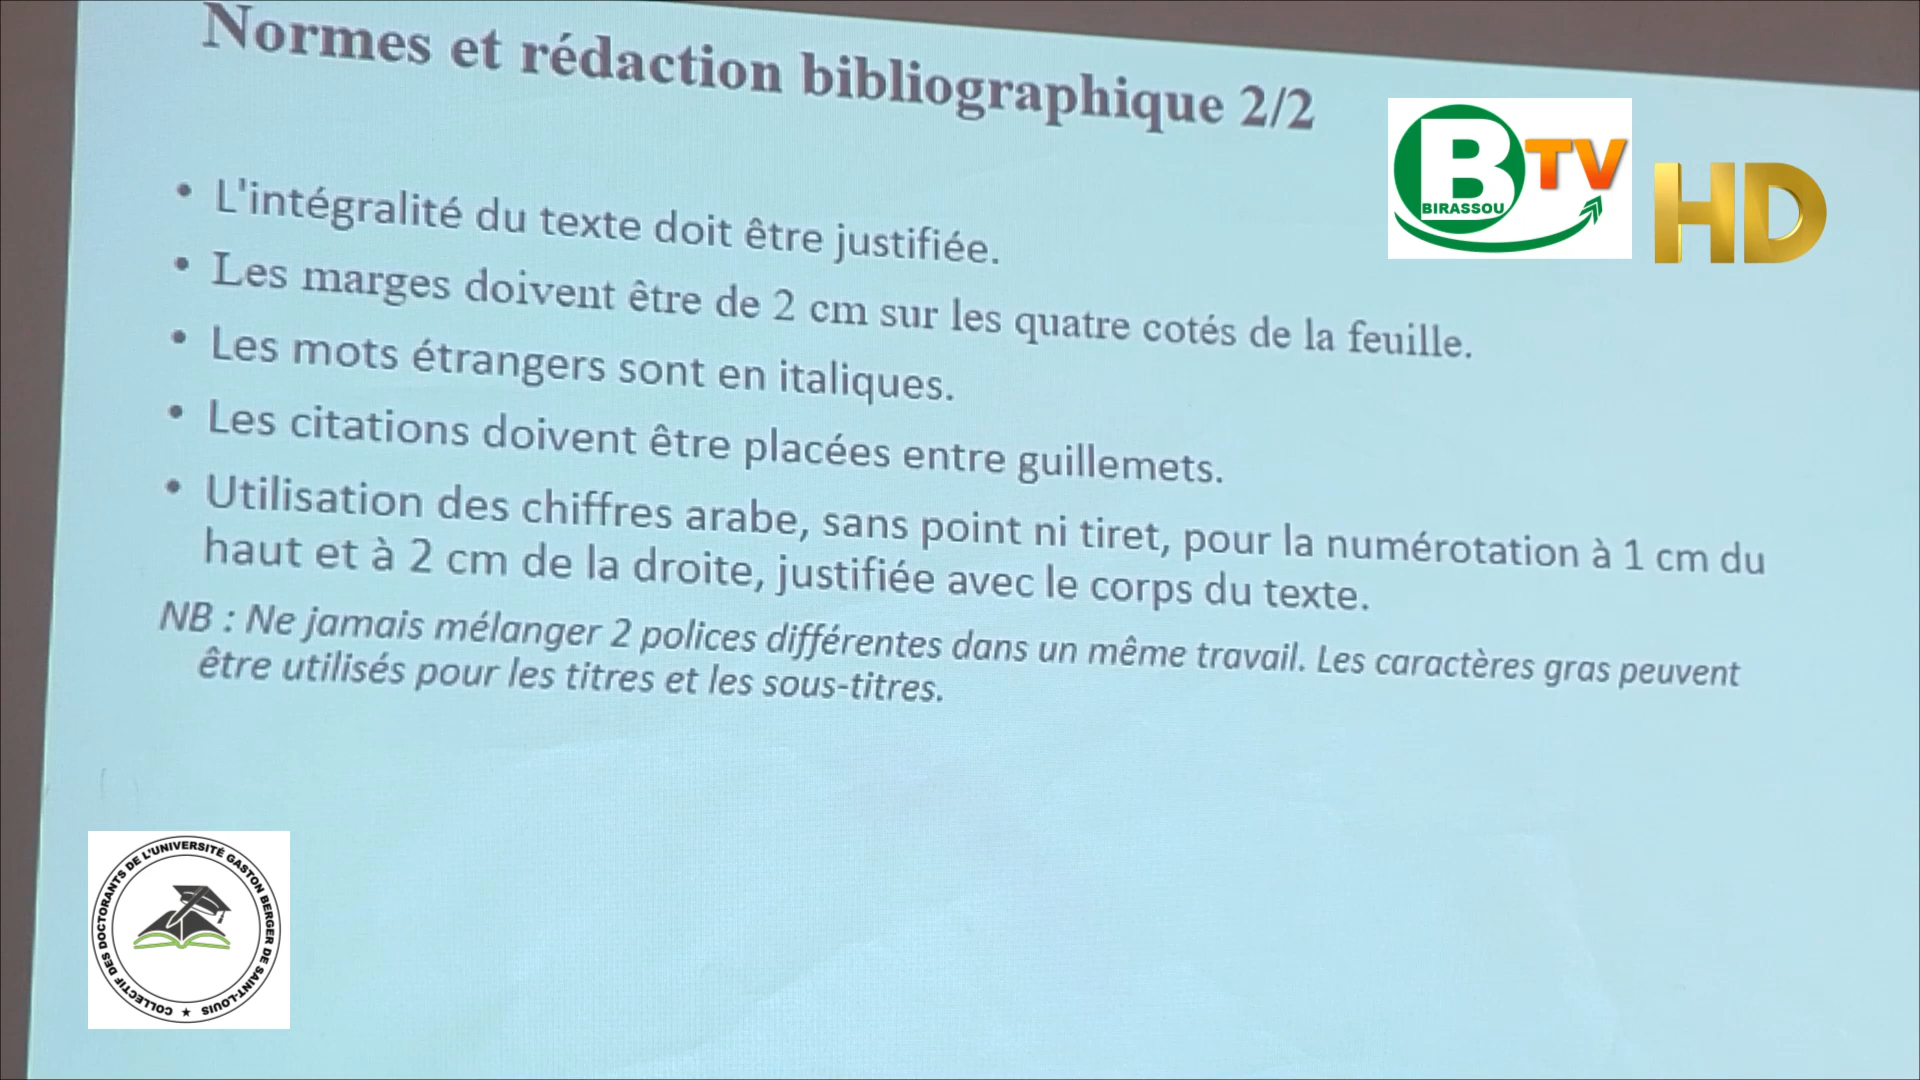 Normes et rédaction bibliographique 2/2
B TV
BIRASSOU
HD
• L'intégralité du texte doit être justifiée.
• Les marges doivent être de 2 cm sur les quatre cotés de la feuille.
• Les mots étrangers sont en italiques.
• Les citations doivent être placées entre guillemets.
• Utilisation des chiffres arabe, sans point ni tiret, pour la numérotation à 1 cm du
haut et à 2 cm de la droite, justifiée avec le corps du texte.
NB : Ne jamais mélanger 2 polices différentes dans un même travail. Les caractères gras peuvent
être utilisés pour les titres et les sous-titres.
COLLECTIF DES DOCTORANTS DE L'UNIVERSITÉ GASTON BERGER DE SAINT-LOUIS ★